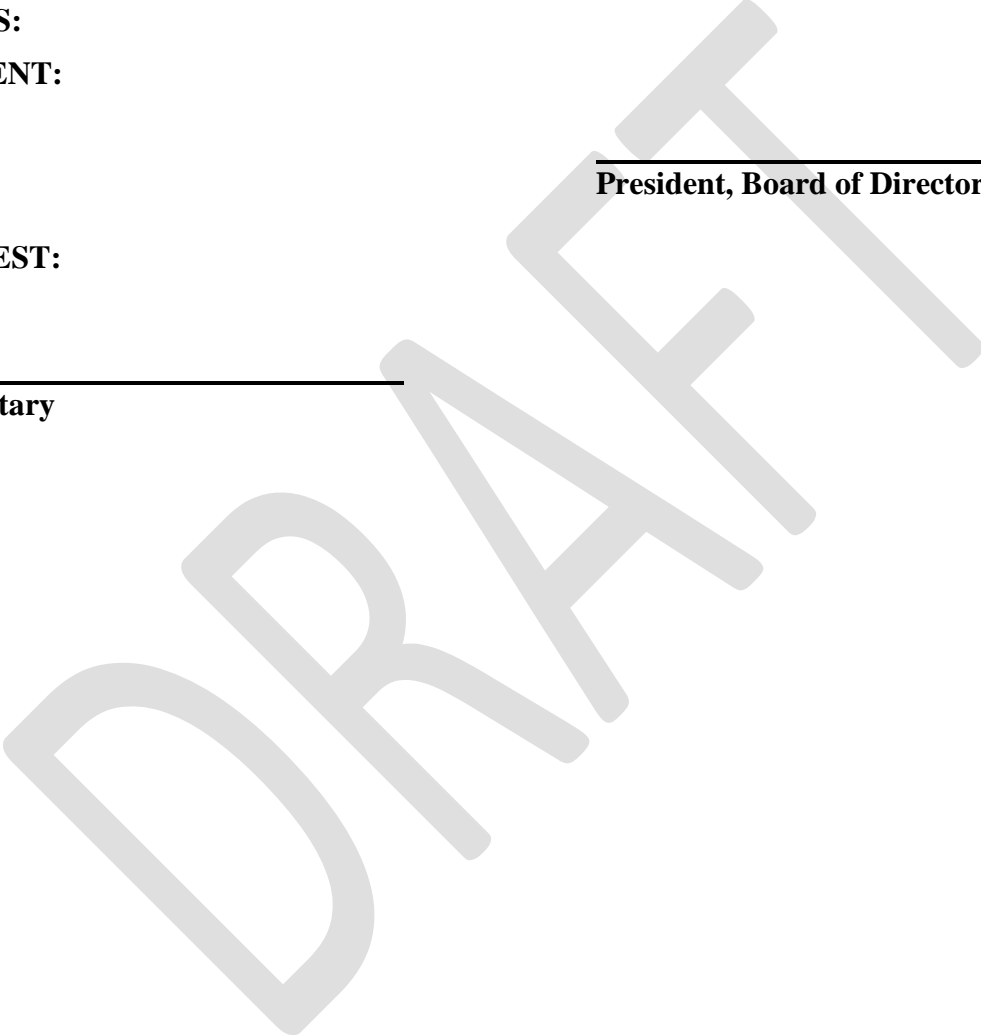 S:
ENT:
President, Board of Director
EST:
tary
DRAFT